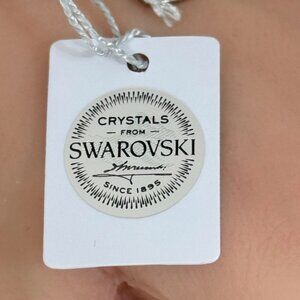 CRYSTALS
FROM
SWAROVSKI
SINCE 1895